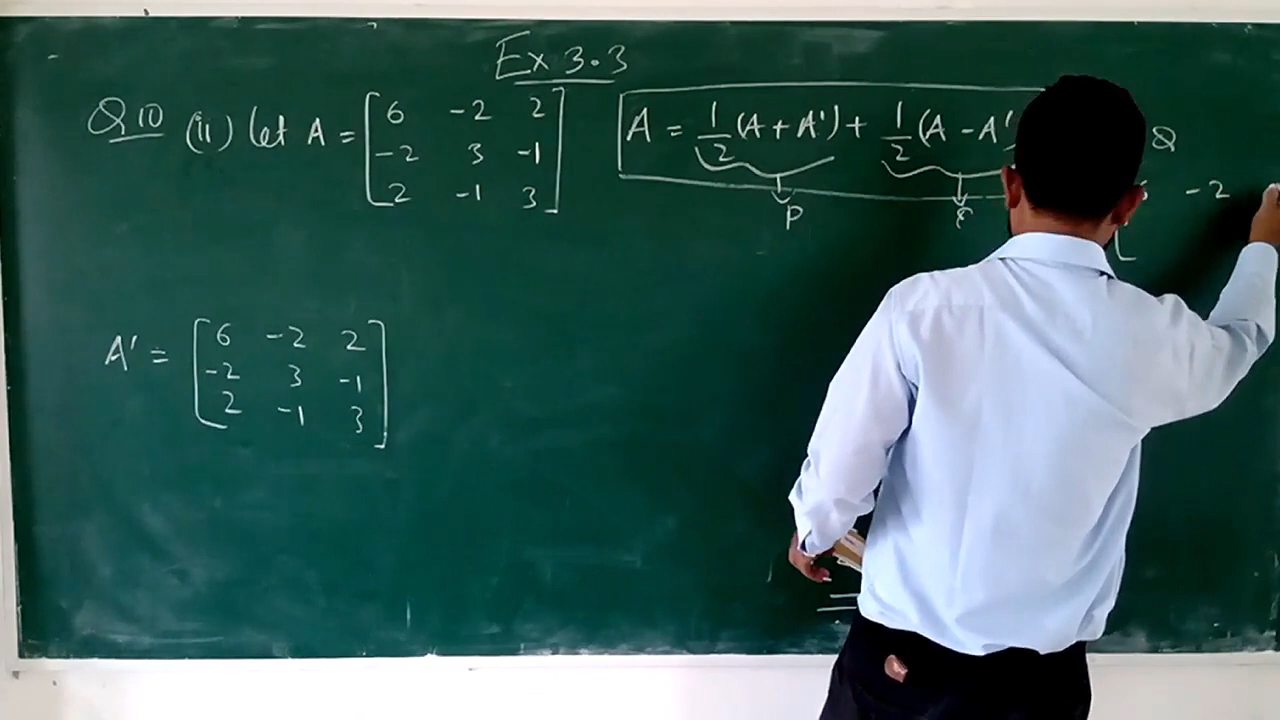 Ex 3.3
Q10 (ii) Let A = [ 6 -2 2
-2 3 -1
2 -1 3 ]
A = 1/2 (A + A') + 1/2 (A - A'
P
Q
-2
A' = [ 6 -2 2
-2 3 -1
2 -1 3 ]